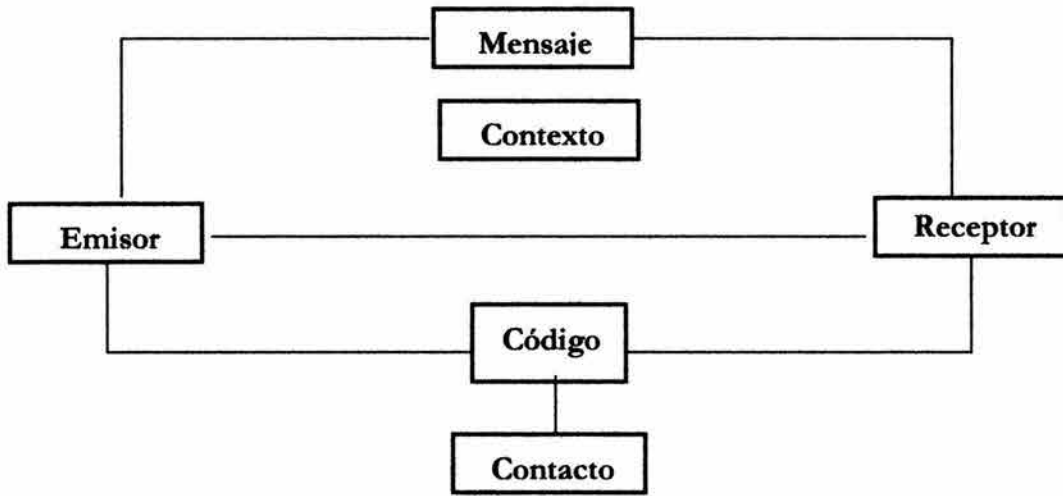 Mensaje
Contexto
Emisor
Receptor
Código
Contacto